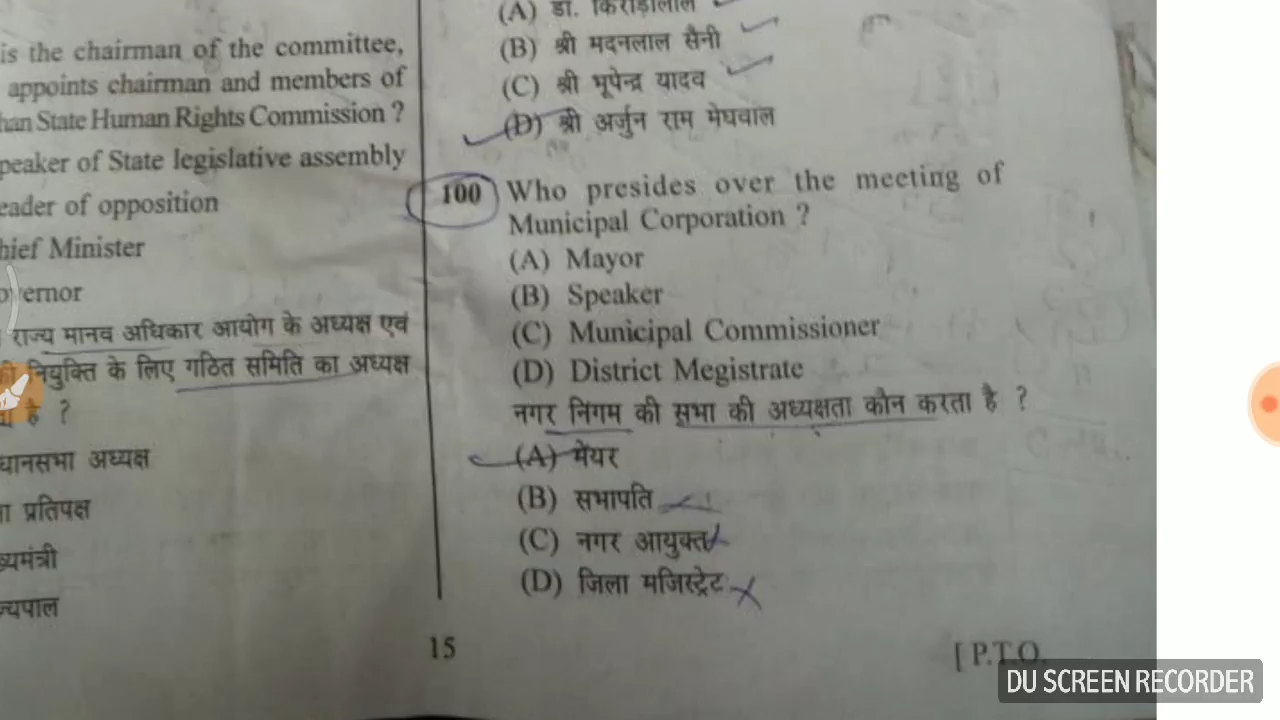 is the chairman of the committee,
appoints chairman and members of
han State Human Rights Commission ?
peaker of State legislative assembly
eader of opposition
hief Minister
overnor
राज्य मानव अधिकार आयोग के अध्यक्ष एवं
की नियुक्ति के लिए गठित समिति का अध्यक्ष
है ?
धानसभा अध्यक्ष
ा प्रतिपक्ष
ख्यमंत्री
ज्यपाल
(A) डा. किराड़ीलाल
(B) श्री मदनलाल सैनी
(C) श्री भूपेन्द्र यादव
(D) श्री अर्जुन राम मेघवाल
100 Who presides over the meeting of
Municipal Corporation ?
(A) Mayor
(B) Speaker
(C) Municipal Commissioner
(D) District Megistrate
नगर निगम की सभा की अध्यक्षता कौन करता है ?
(A) मेयर
(B) सभापति
(C) नगर आयुक्त
(D) जिला मजिस्ट्रेट
15
[ P.T.O.
DU SCREEN RECORDER